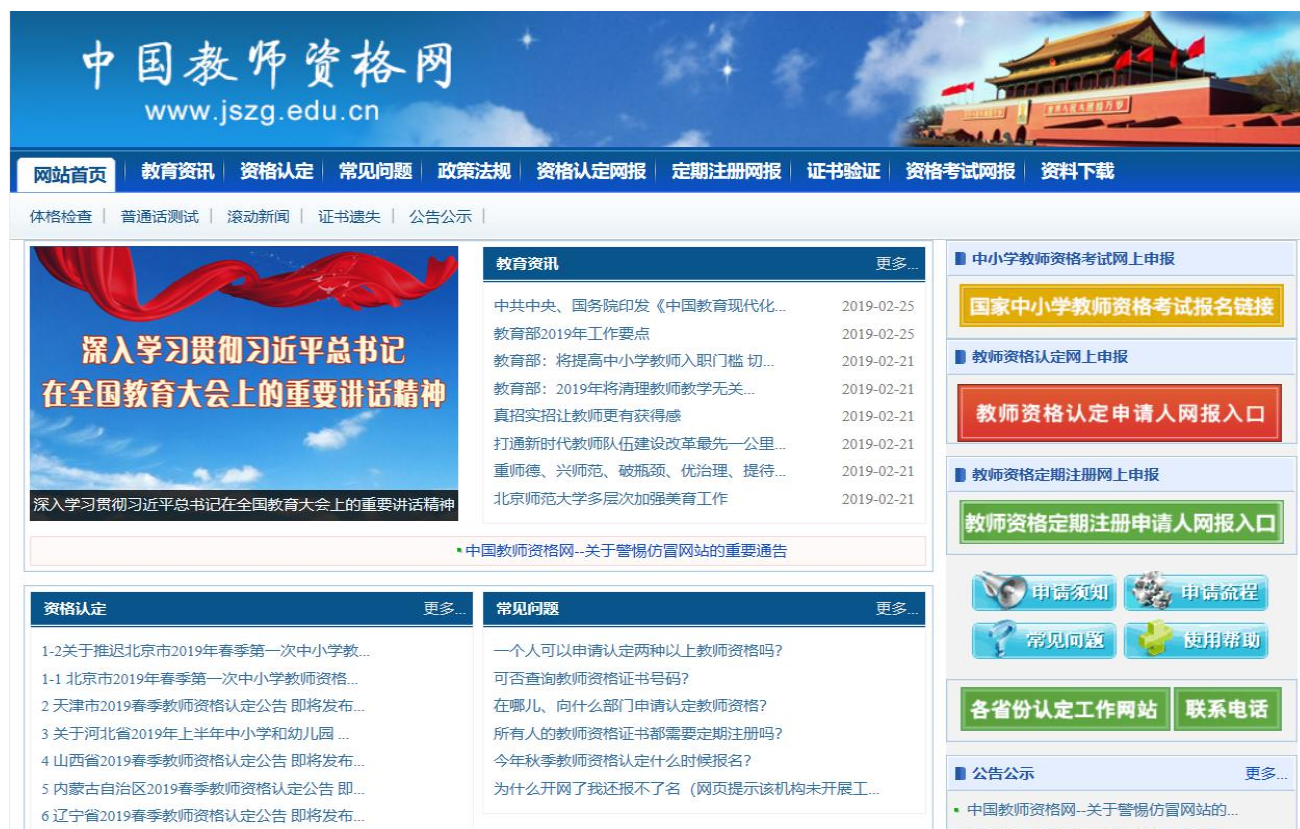 中国教师资格网
www.jszg.edu.cn
网站首页 教育资讯 资格认定 常见问题 政策法规 资格认定网报 定期注册网报 证书验证 资格考试网报 资料下载
体格检查 | 普通话测试 | 滚动新闻 | 证书遗失 | 公告公示 |
深入学习贯彻习近平总书记
在全国教育大会上的重要讲话精神
深入学习贯彻习近平总书记在全国教育大会上的重要讲话精神
教育资讯 更多...
中共中央、国务院印发《中国教育现代化... 2019-02-25
教育部2019年工作要点 2019-02-25
教育部：将提高中小学教师入职门槛 切... 2019-02-21
教育部：2019年将清理教师教学无关... 2019-02-21
真招实招让教师更有获得感 2019-02-21
打通新时代教师队伍建设改革最先一公里... 2019-02-21
重师德、兴师范、破瓶颈、优治理、提待... 2019-02-21
北京师范大学多层次加强美育工作 2019-02-21
中国教师资格网--关于警惕仿冒网站的重要通告
资格认定 更多...
1-2关于推迟北京市2019年春季第一次中小学教...
1-1 北京市2019年春季第一次中小学教师资格...
2 天津市2019春季教师资格认定公告 即将发布...
3 关于河北省2019年上半年中小学和幼儿园 ...
4 山西省2019春季教师资格认定公告 即将发布...
5 内蒙古自治区2019春季教师资格认定公告 即...
6 辽宁省2019春季教师资格认定公告 即将发布...
常见问题 更多...
一个人可以申请认定两种以上教师资格吗？
可否查询教师资格证书号码？
在哪儿、向什么部门申请认定教师资格？
所有人的教师资格证书都需要定期注册吗？
今年秋季教师资格认定什么时候报名？
为什么开网了我还报不了名（网页提示该机构未开展工...
中小学教师资格考试网上申报
国家中小学教师资格考试报名链接
教师资格认定网上申报
教师资格认定申请人网报入口
教师资格定期注册网上申报
教师资格定期注册申请人网报入口
申请须知 申请流程
常见问题 使用帮助
各省份认定工作网站 联系电话
公告公示 更多...
中国教师资格网--关于警惕仿冒网站的...